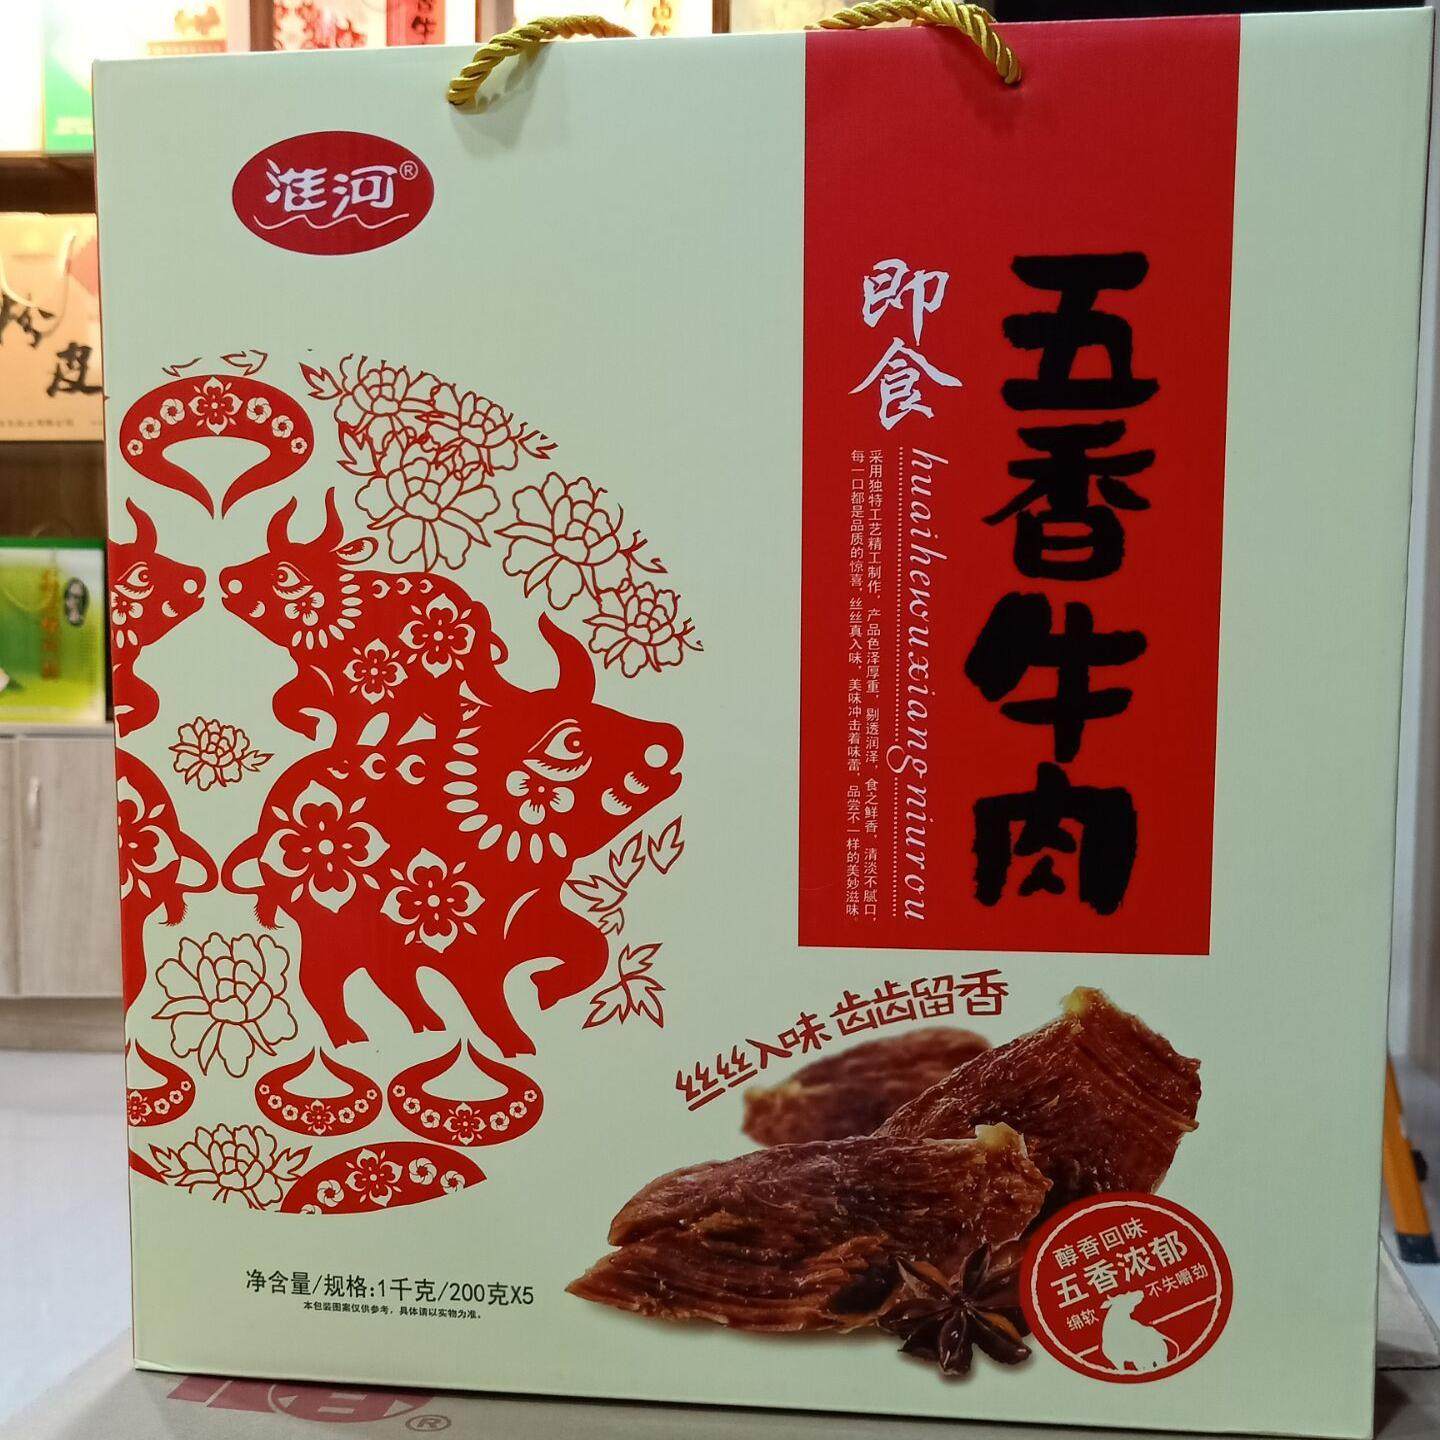 淮河®
五香牛肉
即食
huaihewuxiangniurou
采用独特工艺精工制作，产品色泽厚重，剔透润泽，食之鲜香，清淡不腻口，
每一口都是品质的惊喜，丝丝真入味，美味冲击着味蕾，品尝不一样的美妙滋味。
丝丝入味 齿齿留香
醇香回味
五香浓郁
绵软
不失嚼劲
净含量/规格:1千克/200克X5
本包装图案仅供参考，具体请以实物为准。
粉皮
®